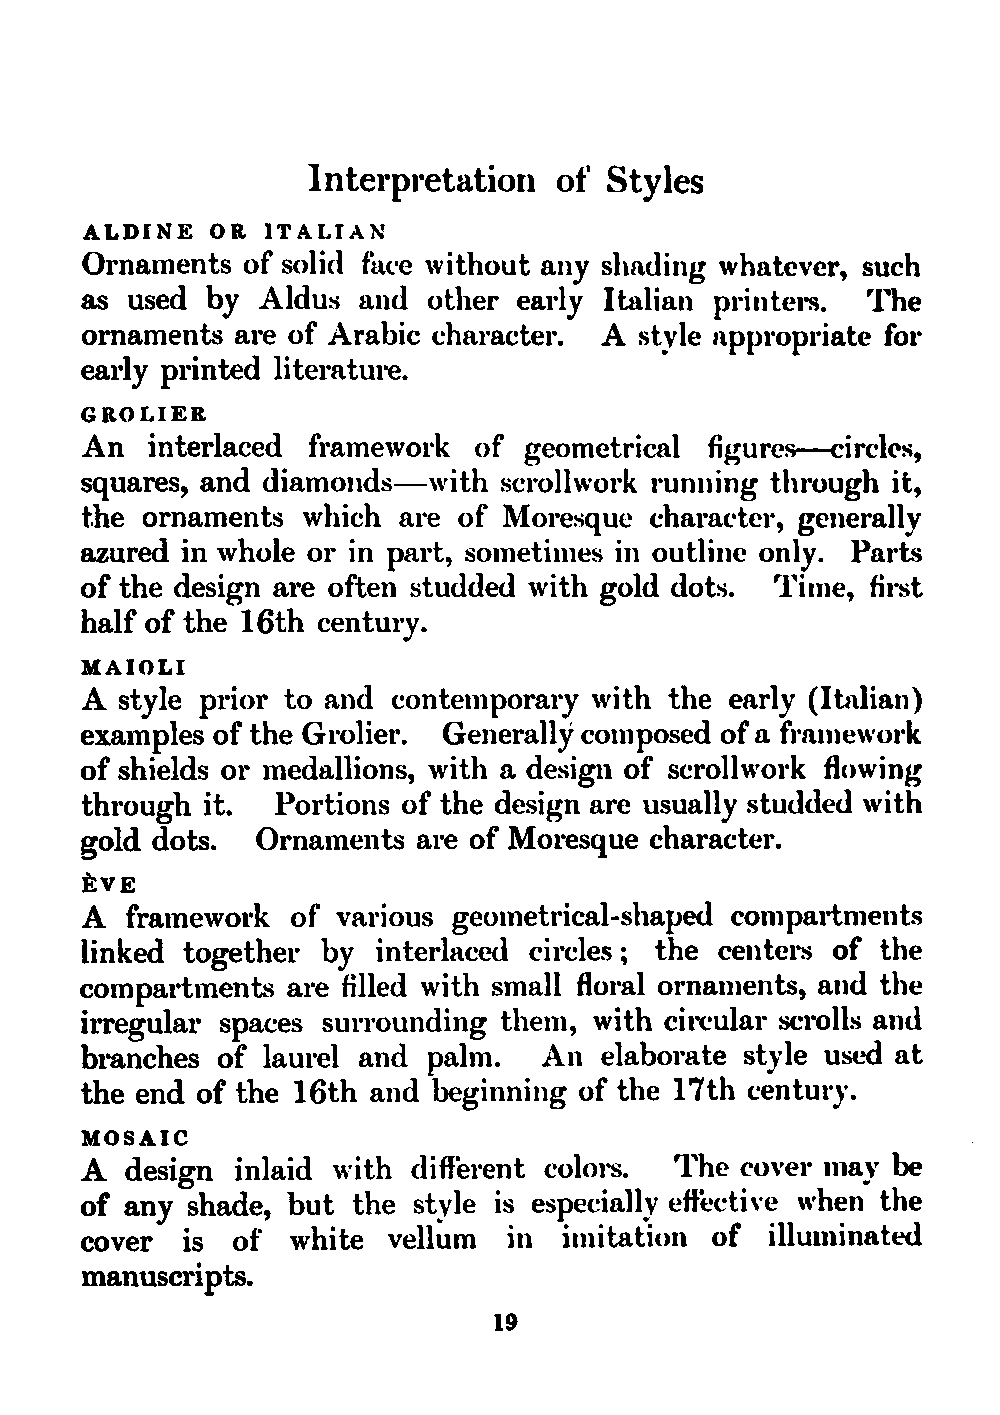 Interpretation of Styles
ALDINE OR ITALIAN
Ornaments of solid face without any shading whatever, such
as used by Aldus and other early Italian printers. The
ornaments are of Arabic character. A style appropriate for
early printed literature.
GROLIER
An interlaced framework of geometrical figures—circles,
squares, and diamonds—with scrollwork running through it,
the ornaments which are of Moresque character, generally
azured in whole or in part, sometimes in outline only. Parts
of the design are often studded with gold dots. Time, first
half of the 16th century.
MAIOLI
A style prior to and contemporary with the early (Italian)
examples of the Grolier. Generally composed of a framework
of shields or medallions, with a design of scrollwork flowing
through it. Portions of the design are usually studded with
gold dots. Ornaments are of Moresque character.
ÈVE
A framework of various geometrical-shaped compartments
linked together by interlaced circles; the centers of the
compartments are filled with small floral ornaments, and the
irregular spaces surrounding them, with circular scrolls and
branches of laurel and palm. An elaborate style used at
the end of the 16th and beginning of the 17th century.
MOSAIC
A design inlaid with different colors. The cover may be
of any shade, but the style is especially effective when the
cover is of white vellum in imitation of illuminated
manuscripts.
19